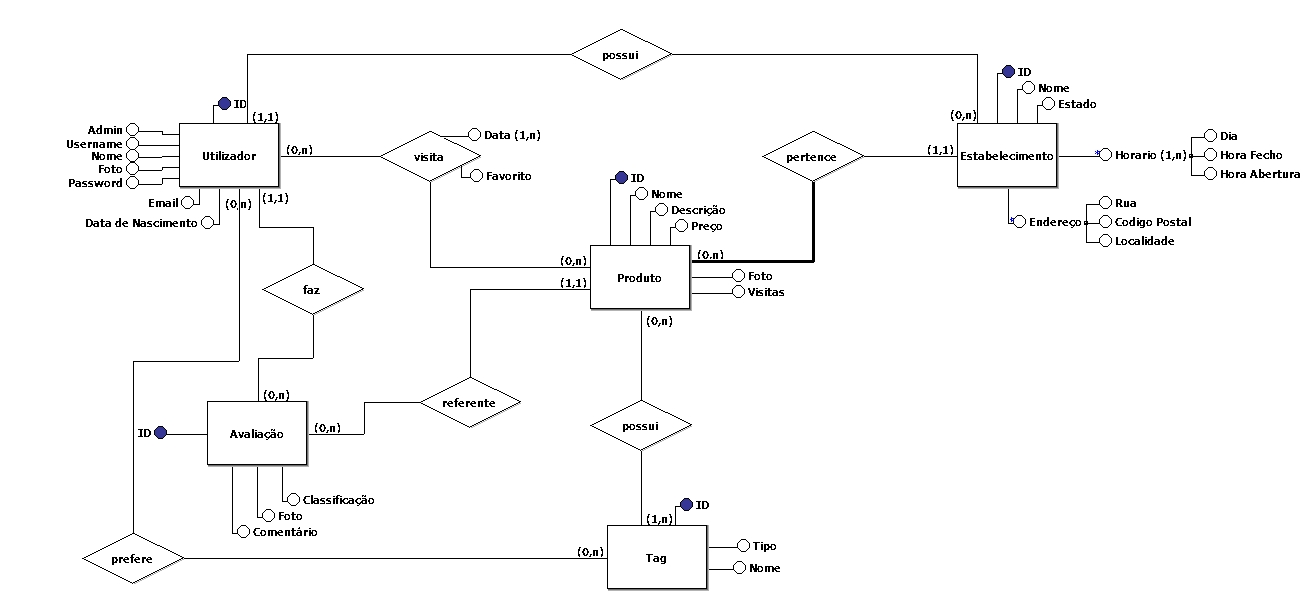 possui
ID
Nome
Estado
(0,n)
ID
(1,1)
Admin
Username
Nome
Foto
Password
Utilizador
(0,n)
visita
Data (1,n)
Favorito
pertence
(1,1)
Estabelecimento
* Horario (1,n)
Dia
Hora Fecho
Hora Abertura
Email
Data de Nascimento
(0,n)
(1,1)
ID
Nome
Descrição
Preço
* Endereço
Rua
Codigo Postal
Localidade
(0,n)
(1,1)
Produto
(0.n)
Foto
Visitas
faz
(0,n)
(0,n)
ID
Avaliação
(0,n)
referente
possui
Classificação
Foto
Comentário
ID
(1,n)
prefere
(0,n)
Tag
Tipo
Nome